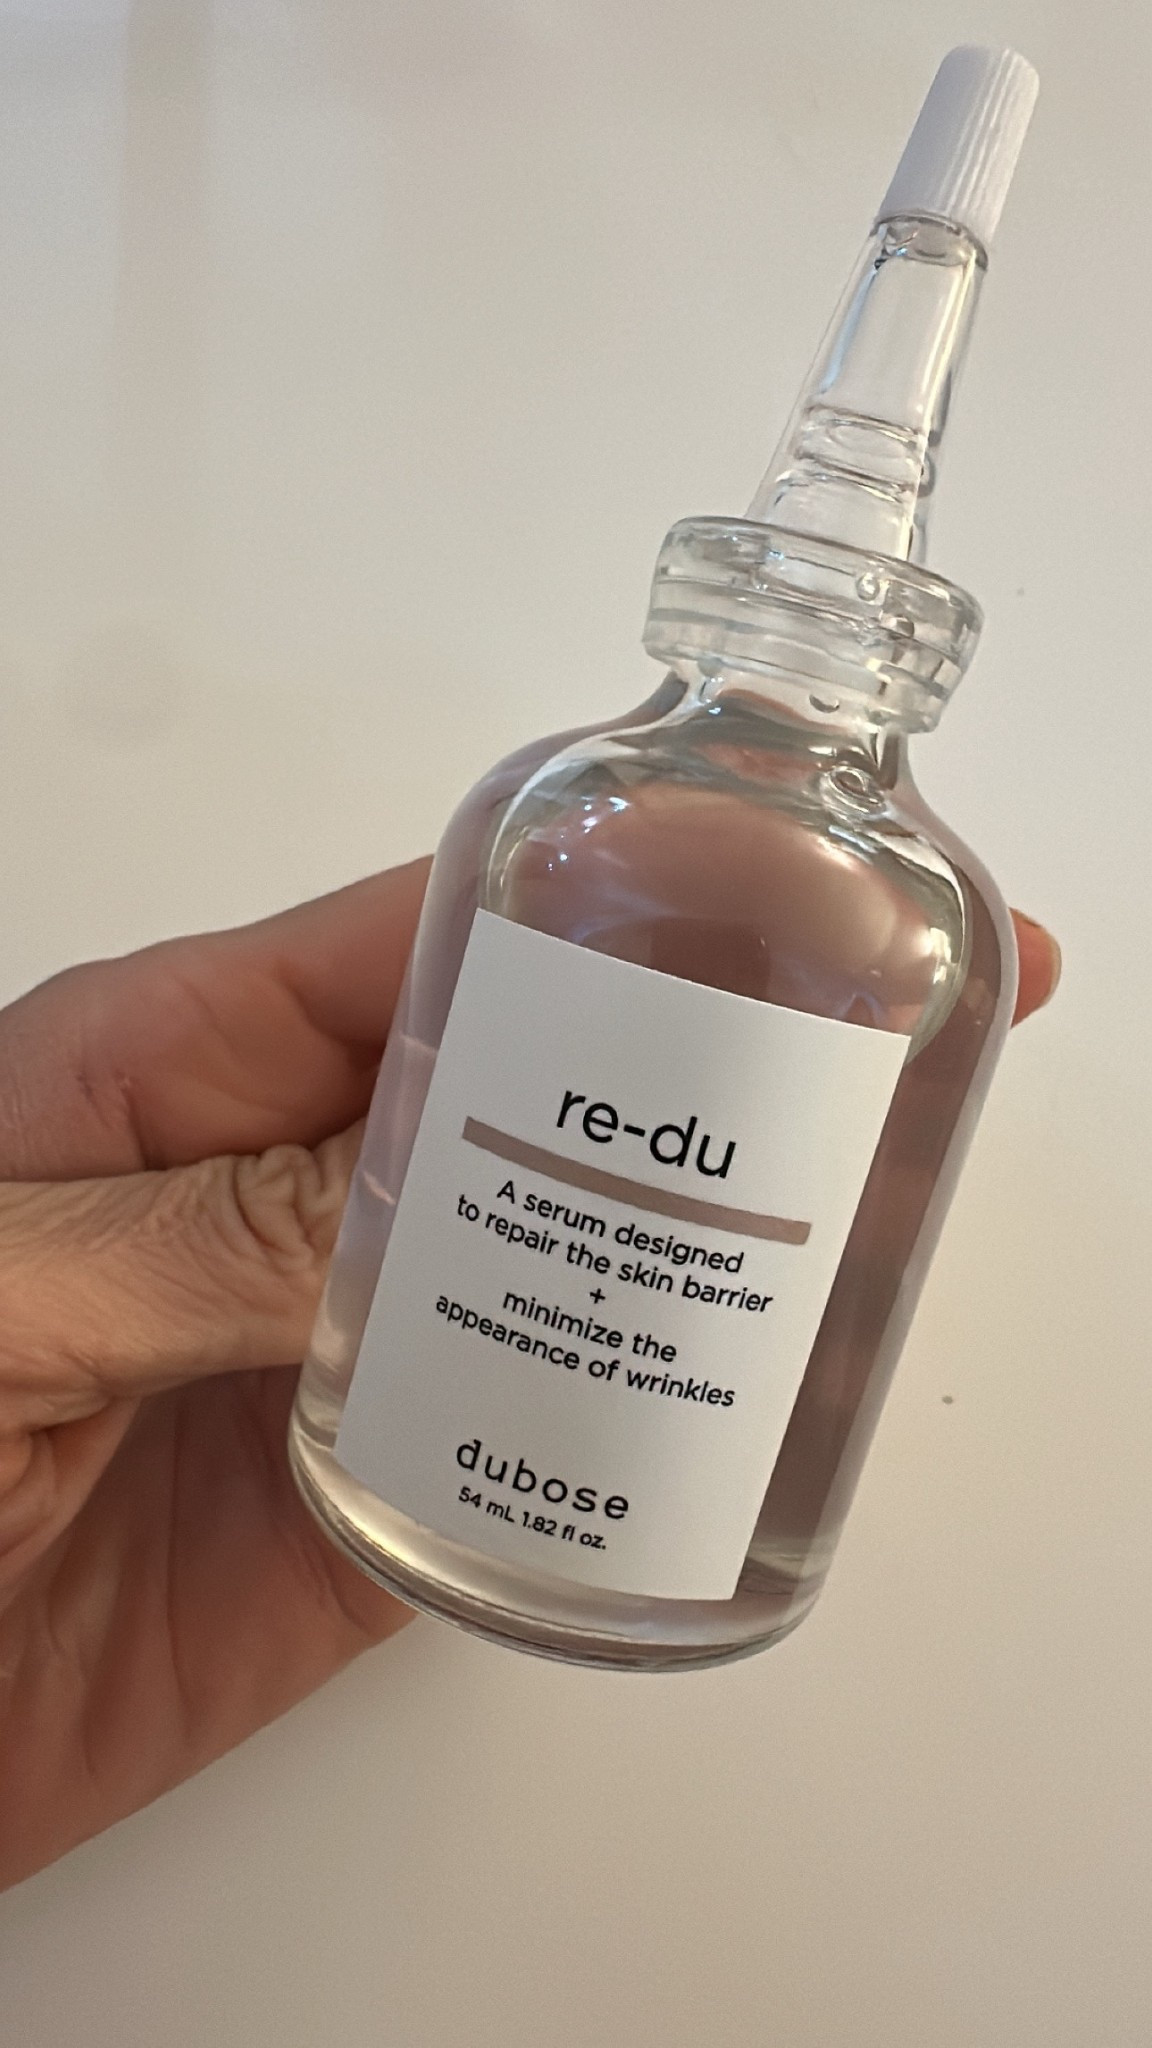 re-du
A serum designed
to repair the skin barrier
+
minimize the
appearance of wrinkles
dubose
54 mL 1.82 fl oz.